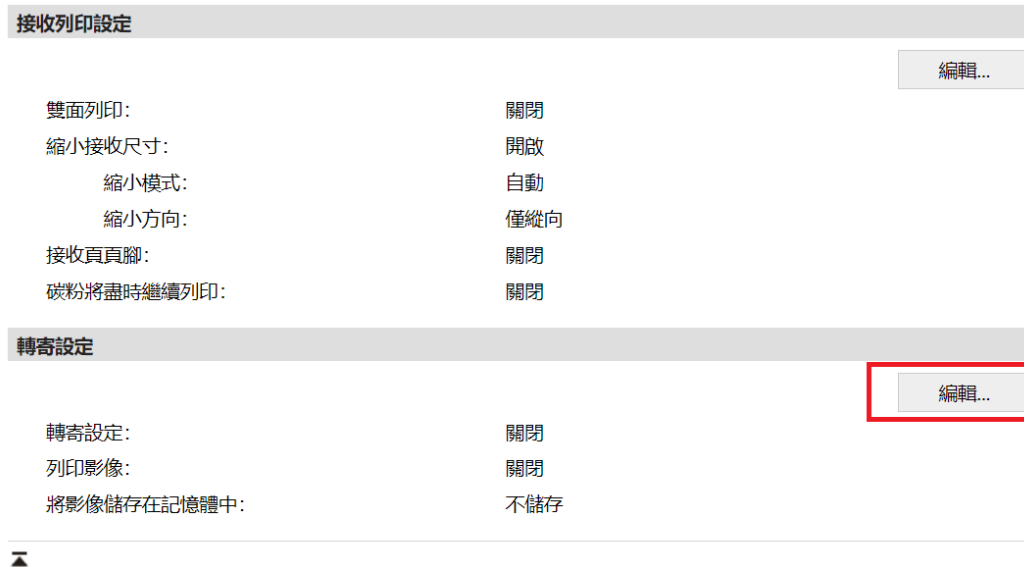 接收列印設定
編輯...
雙面列印: 關閉
縮小接收尺寸: 開啟
縮小模式: 自動
縮小方向: 僅縱向
接收頁頁腳: 關閉
碳粉將盡時繼續列印: 關閉
轉寄設定
編輯...
轉寄設定: 關閉
列印影像: 關閉
將影像儲存在記憶體中: 不儲存